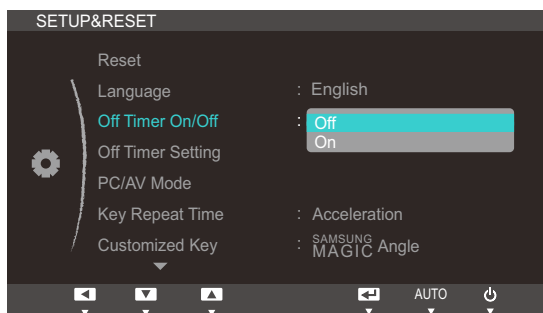 SETUP&RESET
Reset
Language : English
Off Timer On/Off : Off
On
Off Timer Setting
PC/AV Mode
Key Repeat Time : Acceleration
Customized Key : SAMSUNG MAGIC Angle
AUTO